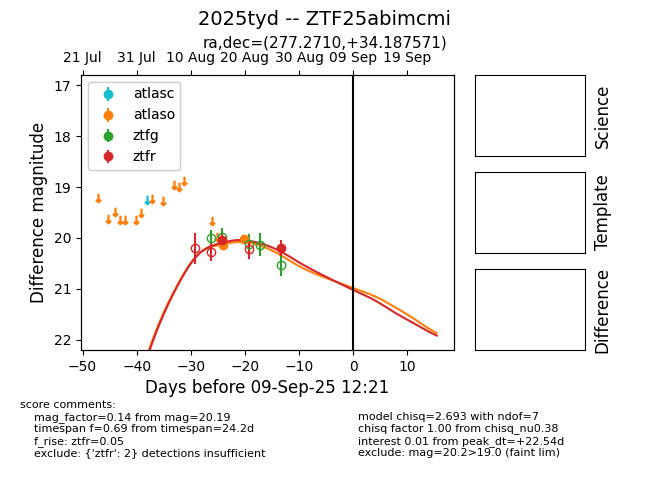 2025tyd -- ZTF25abimcmi
ra,dec=(277.2710,+34.187571)
21 Jul 31 Jul 10 Aug 20 Aug 30 Aug 09 Sep 19 Sep
atlasc
atlaso
ztfg
ztfr
17
18
19
20
21
22
Difference magnitude
−50 −40 −30 −20 −10 0 10
Days before 09-Sep-25 12:21
Science
Template
Difference
score comments:
mag_factor=0.14 from mag=20.19
timespan f=0.69 from timespan=24.2d
f_rise: ztfr=0.05
exclude: {'ztfr': 2} detections insufficient
model chisq=2.693 with ndof=7
chisq factor 1.00 from chisq_nu0.38
interest 0.01 from peak_dt=+22.54d
exclude: mag=20.2>19.0 (faint lim)